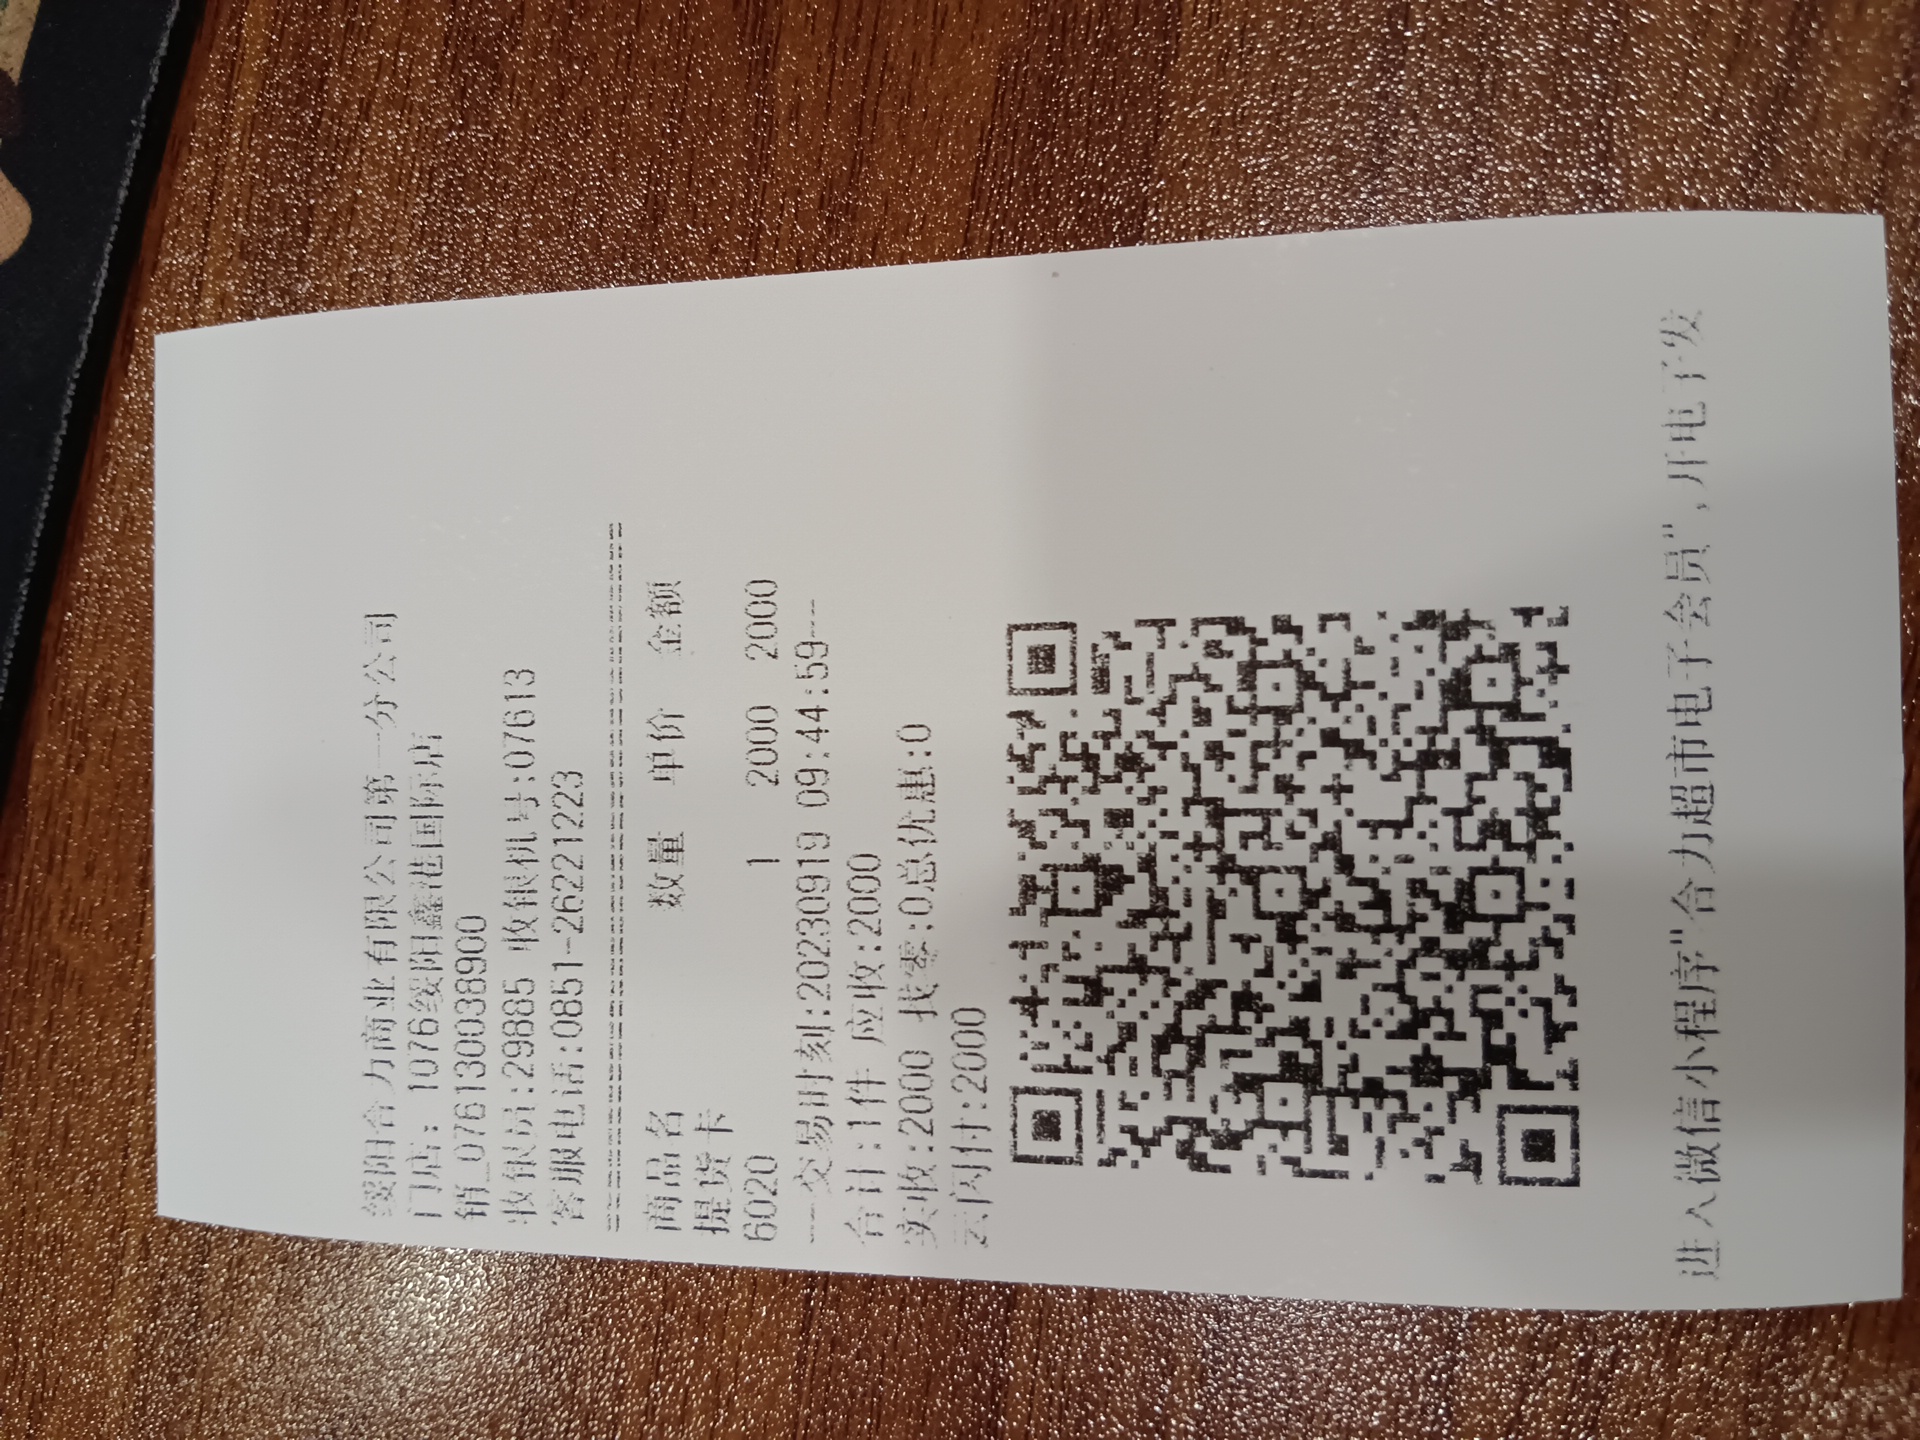 绥阳合力商业有限公司第一分公司
门店: 1076绥阳鑫港国际店
销_0761300038900
收银员:29885 收银机号:07613
客服电话:0851-26221223
商品名 数量 单价 金额
提货卡
6020 1 2000 2000
---交易时刻:20230919 09:44:59---
合计:1件 应收:2000
实收:2000 找零:0总优惠:0
云闪付:2000
进入微信小程序"合力超市电子会员", 开电子发